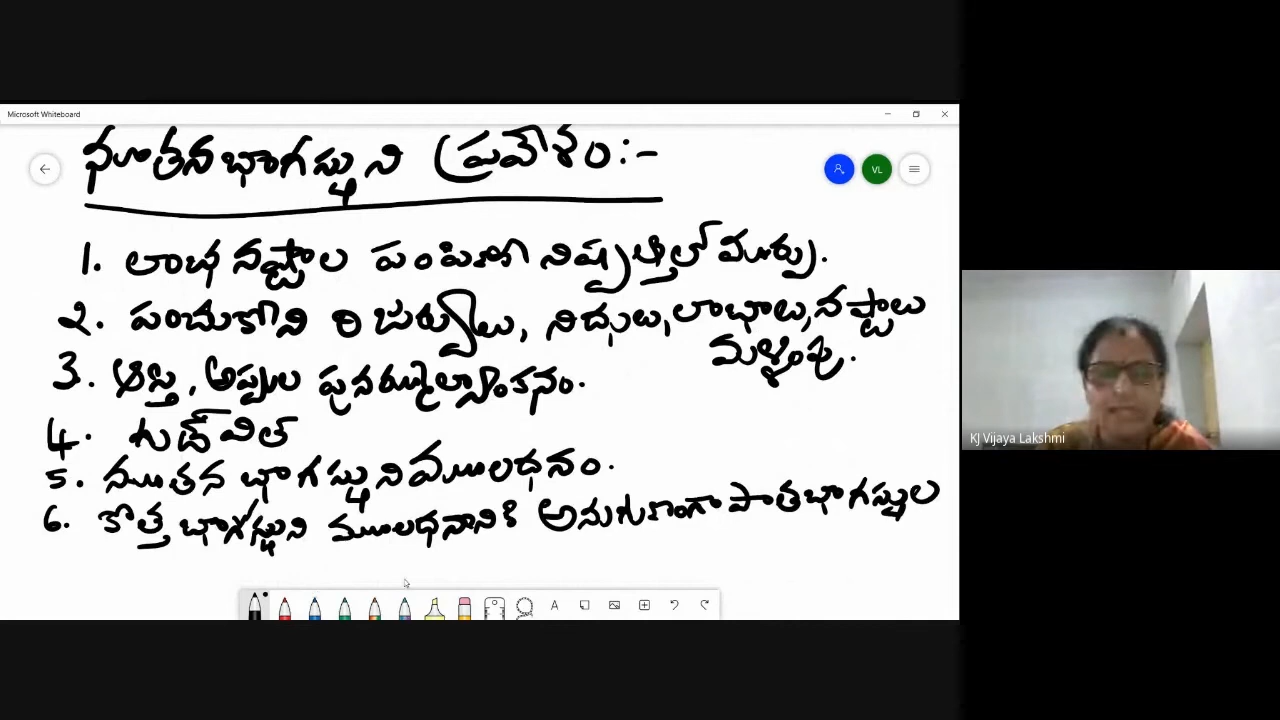 Microsoft Whiteboard
నూతన భాగస్థుని ప్రవేశం:-
VL
1. లాభ నష్టాల పంపిణీ నిష్పత్తిలో మార్పు.
2. పంచుకోని రిజర్వులు, నిధులు, లాభాలు, నష్టాలు
మళ్ళింపు.
3. ఆస్తి, అప్పుల పునర్మూల్యాంకనం.
4. గుడ్‌విల్
5. నూతన భాగస్థుని మూలధనం.
6. కొత్త భాగస్థుని మూలధనానికి అనుగుణంగా పాత భాగస్థుల
KJ Vijaya Lakshmi
A